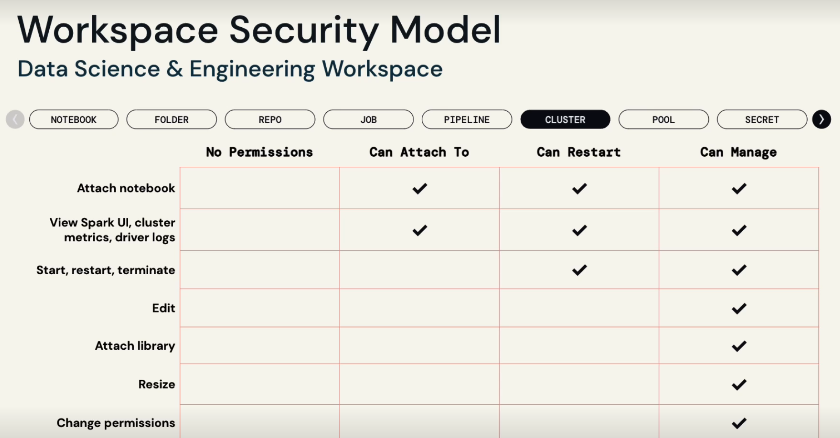 Workspace Security Model
Data Science & Engineering Workspace
NOTEBOOK FOLDER REPO JOB PIPELINE CLUSTER POOL SECRET
No Permissions Can Attach To Can Restart Can Manage
Attach notebook
View Spark UI, cluster
metrics, driver logs
Start, restart, terminate
Edit
Attach library
Resize
Change permissions